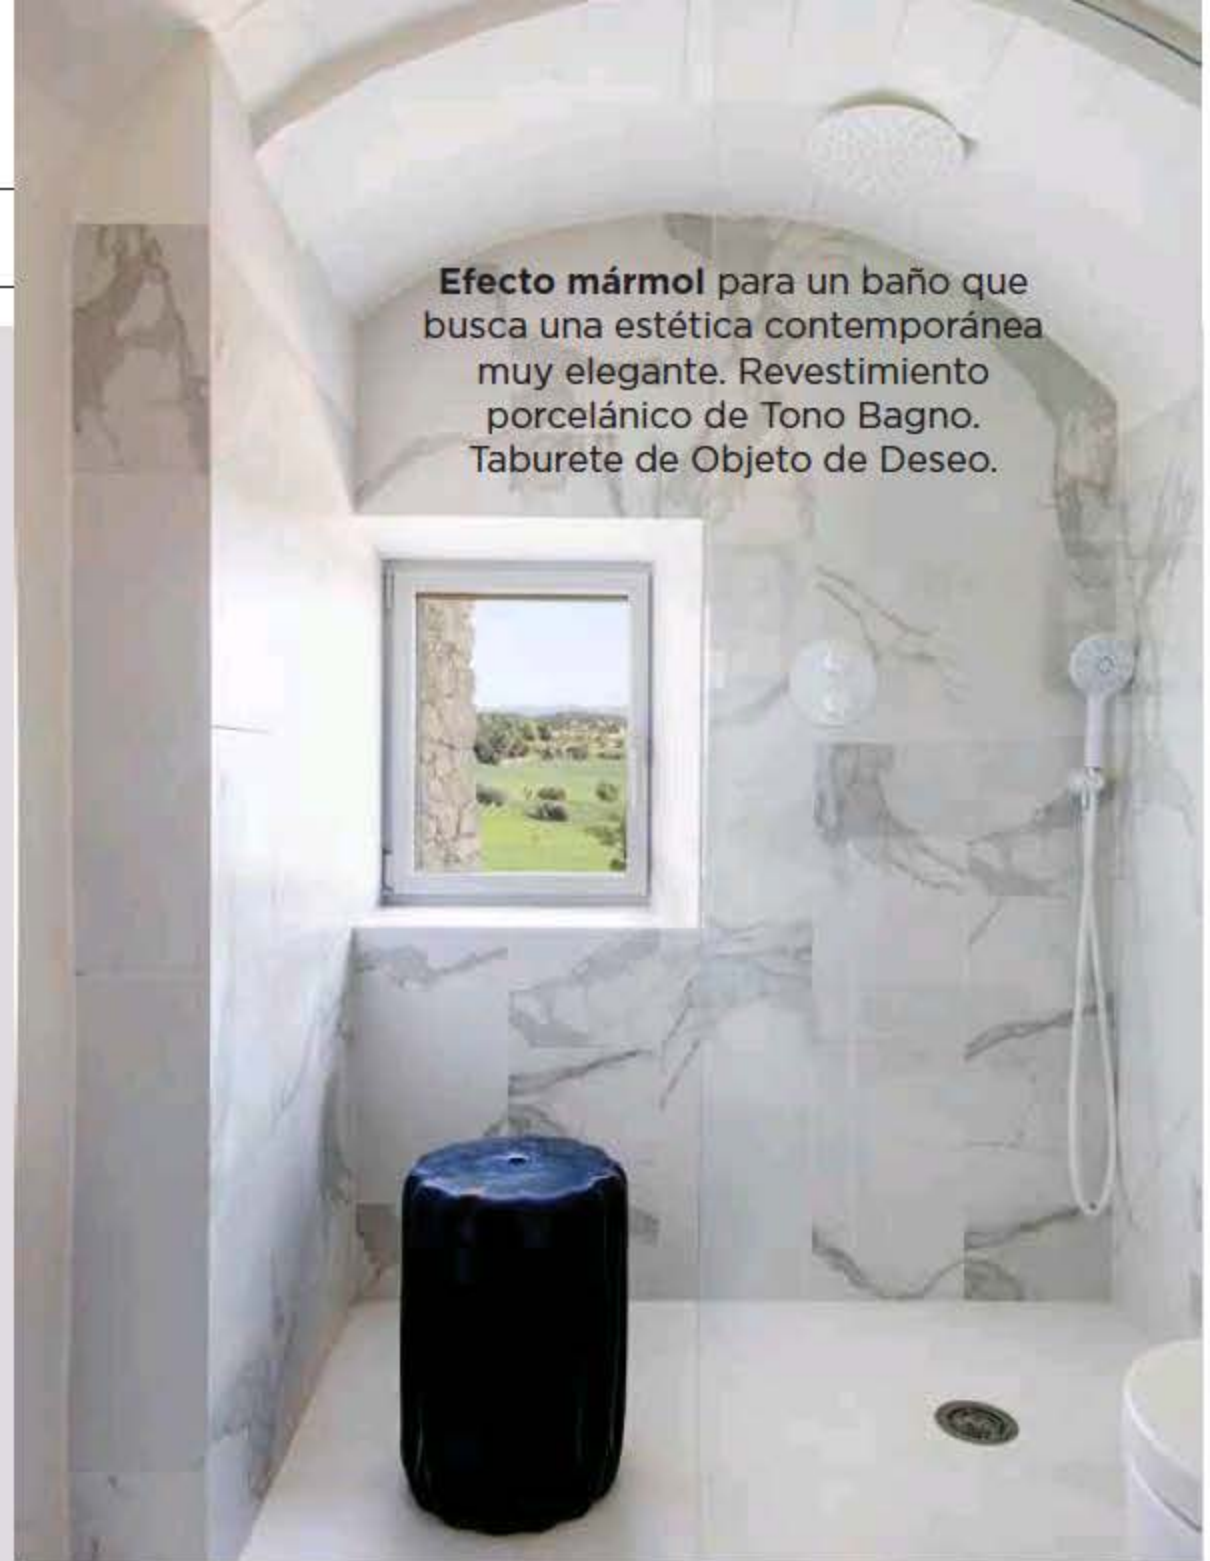 Efecto mármol para un baño que
busca una estética contemporánea
muy elegante. Revestimiento
porcelánico de Tono Bagno.
Taburete de Objeto de Deseo.